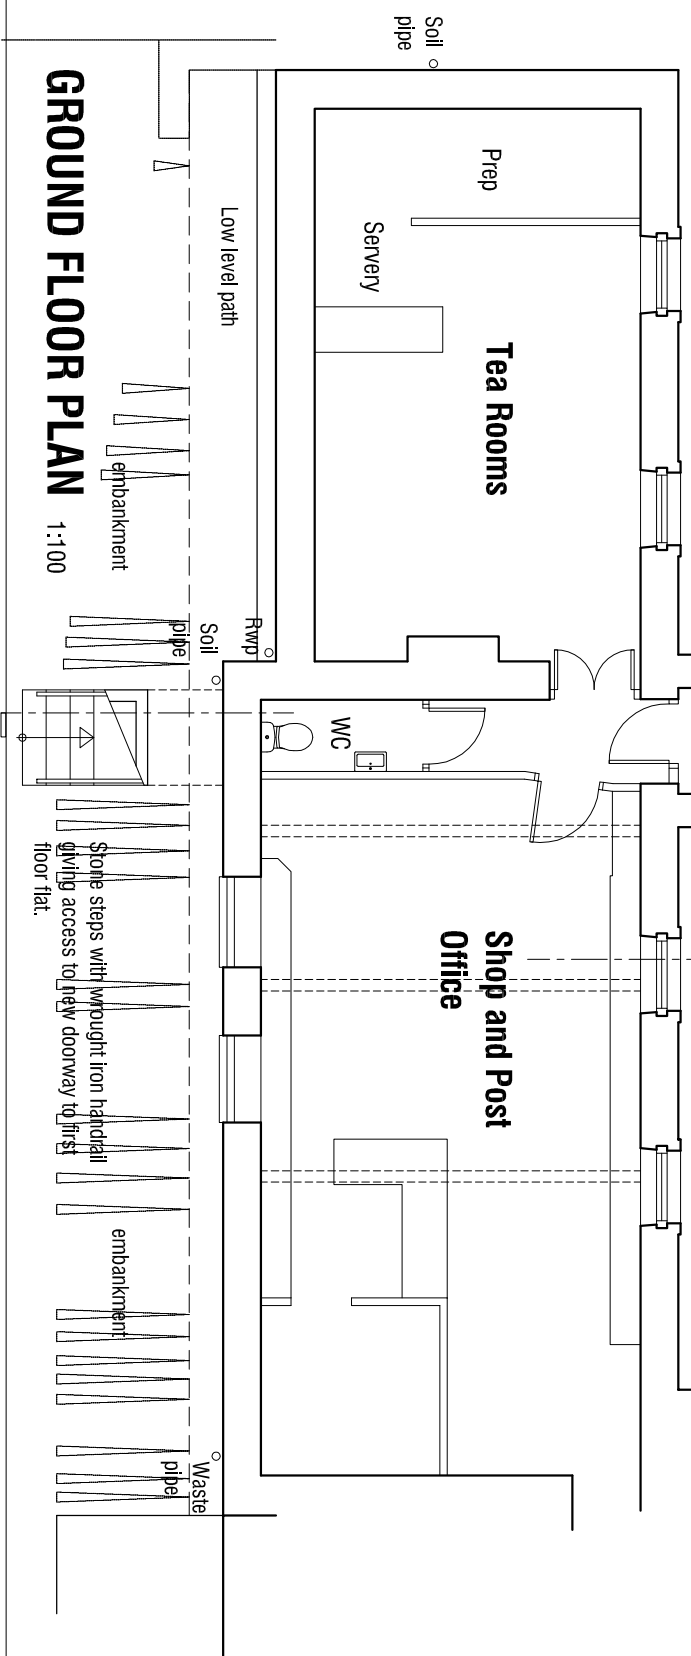 Soil
pipe
Prep
Servery
Tea Rooms
Low level path
GROUND FLOOR PLAN 1:100
embankment
Rwp
Soil
pipe
WC
Shop and Post
Office
Stone steps with wrought iron handrail
giving access to new doorway to first
floor flat.
embankment
Waste
pipe